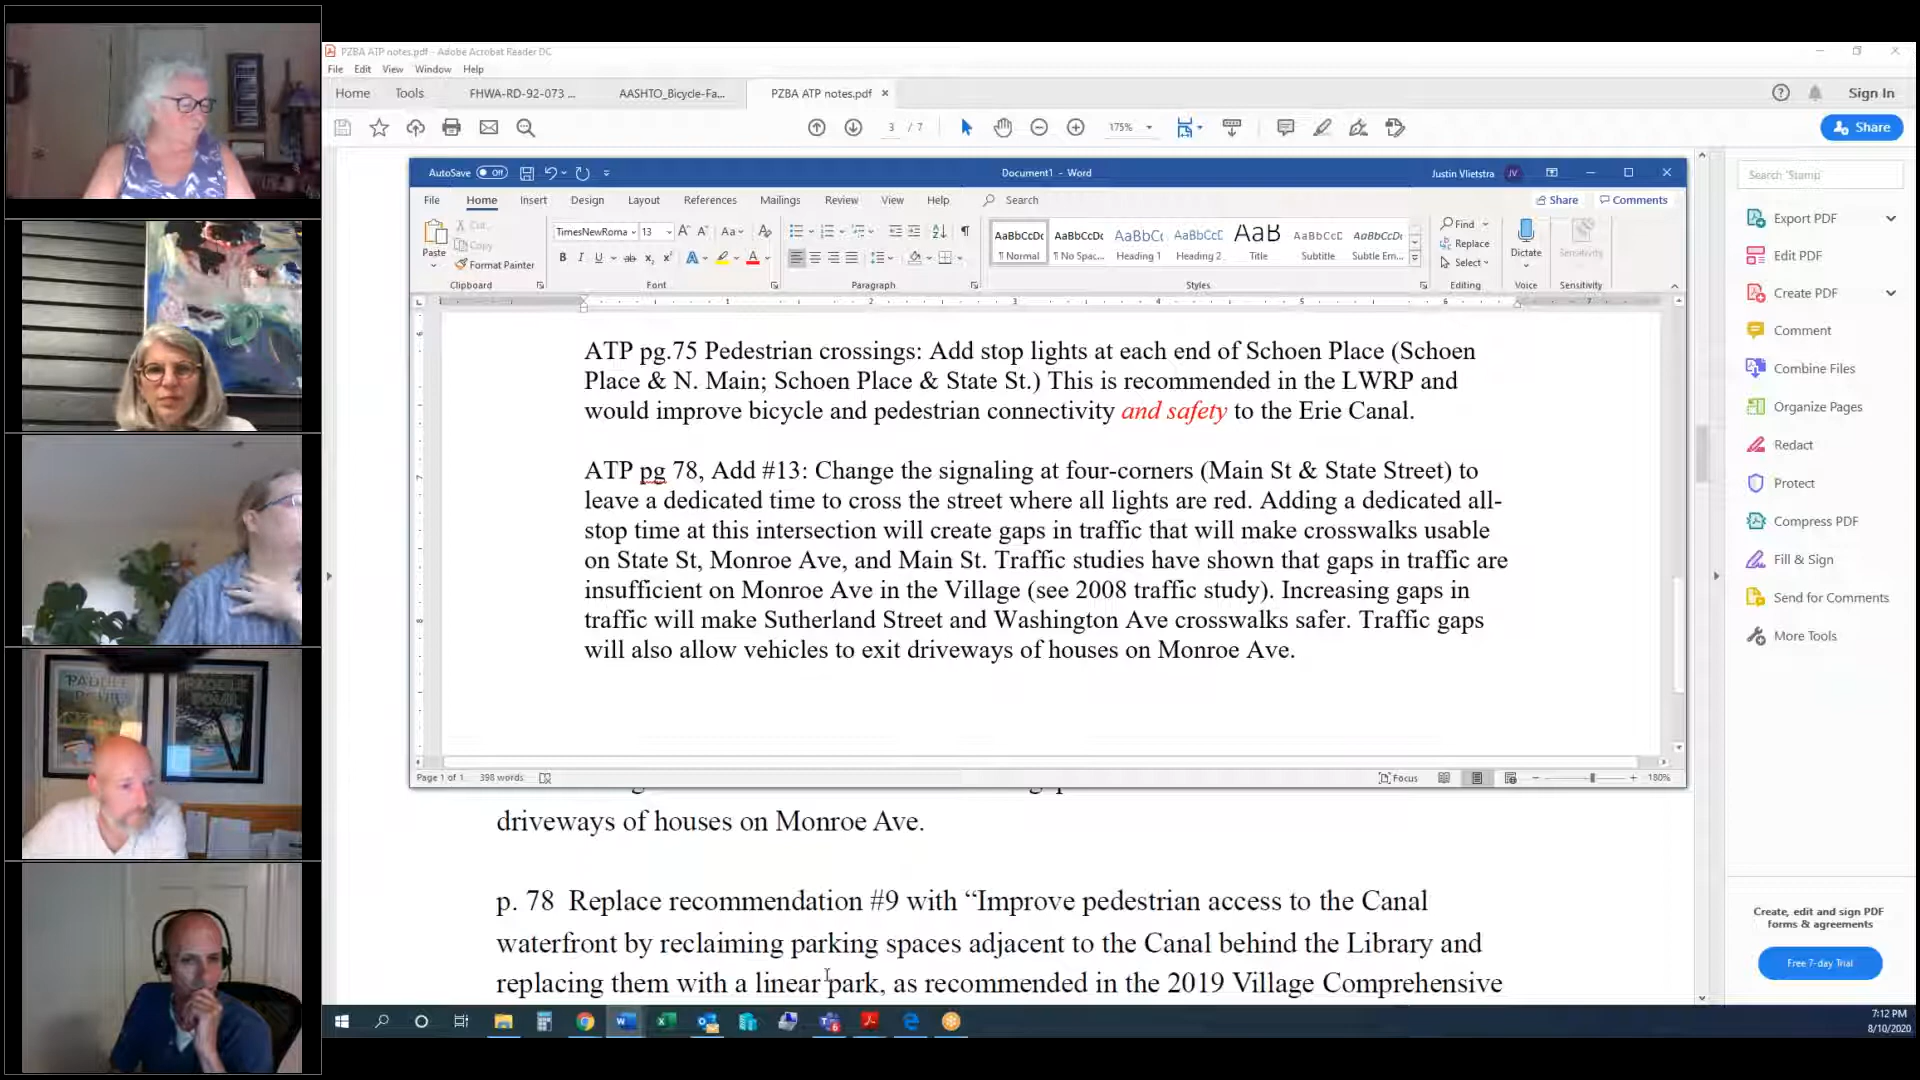 PZBA ATP notes.pdf - Adobe Acrobat Reader DC
File Edit View Window Help
Home Tools FHWA-RD-92-073 ... AASHTO_Bicycle-Fa... PZBA ATP notes.pdf × Sign In
3 / 7 175% Share
AutoSave Off Document1 - Word Justin Vlietstra JV
File Home Insert Design Layout References Mailings Review View Help Search Share Comments
Paste Cut Copy Format Painter
TimesNewRoma 13
AaBbCcDc AaBbCcDc AaBbCc AaBbCcD AaB AaBbCcD AaBbCcDc
¶ Normal ¶ No Spac... Heading 1 Heading 2 Title Subtitle Subtle Em...
Find Replace Select Dictate Sensitivity
Clipboard Font Paragraph Styles Editing Voice Sensitivity
ATP pg.75 Pedestrian crossings: Add stop lights at each end of Schoen Place (Schoen
Place & N. Main; Schoen Place & State St.) This is recommended in the LWRP and
would improve bicycle and pedestrian connectivity and safety to the Erie Canal.
ATP pg 78, Add #13: Change the signaling at four-corners (Main St & State Street) to
leave a dedicated time to cross the street where all lights are red. Adding a dedicated all-
stop time at this intersection will create gaps in traffic that will make crosswalks usable
on State St, Monroe Ave, and Main St. Traffic studies have shown that gaps in traffic are
insufficient on Monroe Ave in the Village (see 2008 traffic study). Increasing gaps in
traffic will make Sutherland Street and Washington Ave crosswalks safer. Traffic gaps
will also allow vehicles to exit driveways of houses on Monroe Ave.
Page 1 of 1 398 words Focus 180%
driveways of houses on Monroe Ave.
p. 78 Replace recommendation #9 with “Improve pedestrian access to the Canal
waterfront by reclaiming parking spaces adjacent to the Canal behind the Library and
replacing them with a linear park, as recommended in the 2019 Village Comprehensive
Search 'Stamp'
Export PDF
Edit PDF
Create PDF
Comment
Combine Files
Organize Pages
Redact
Protect
Compress PDF
Fill & Sign
Send for Comments
More Tools
Create, edit and sign PDF
forms & agreements
Free 7-day Trial
7:12 PM
8/10/2020